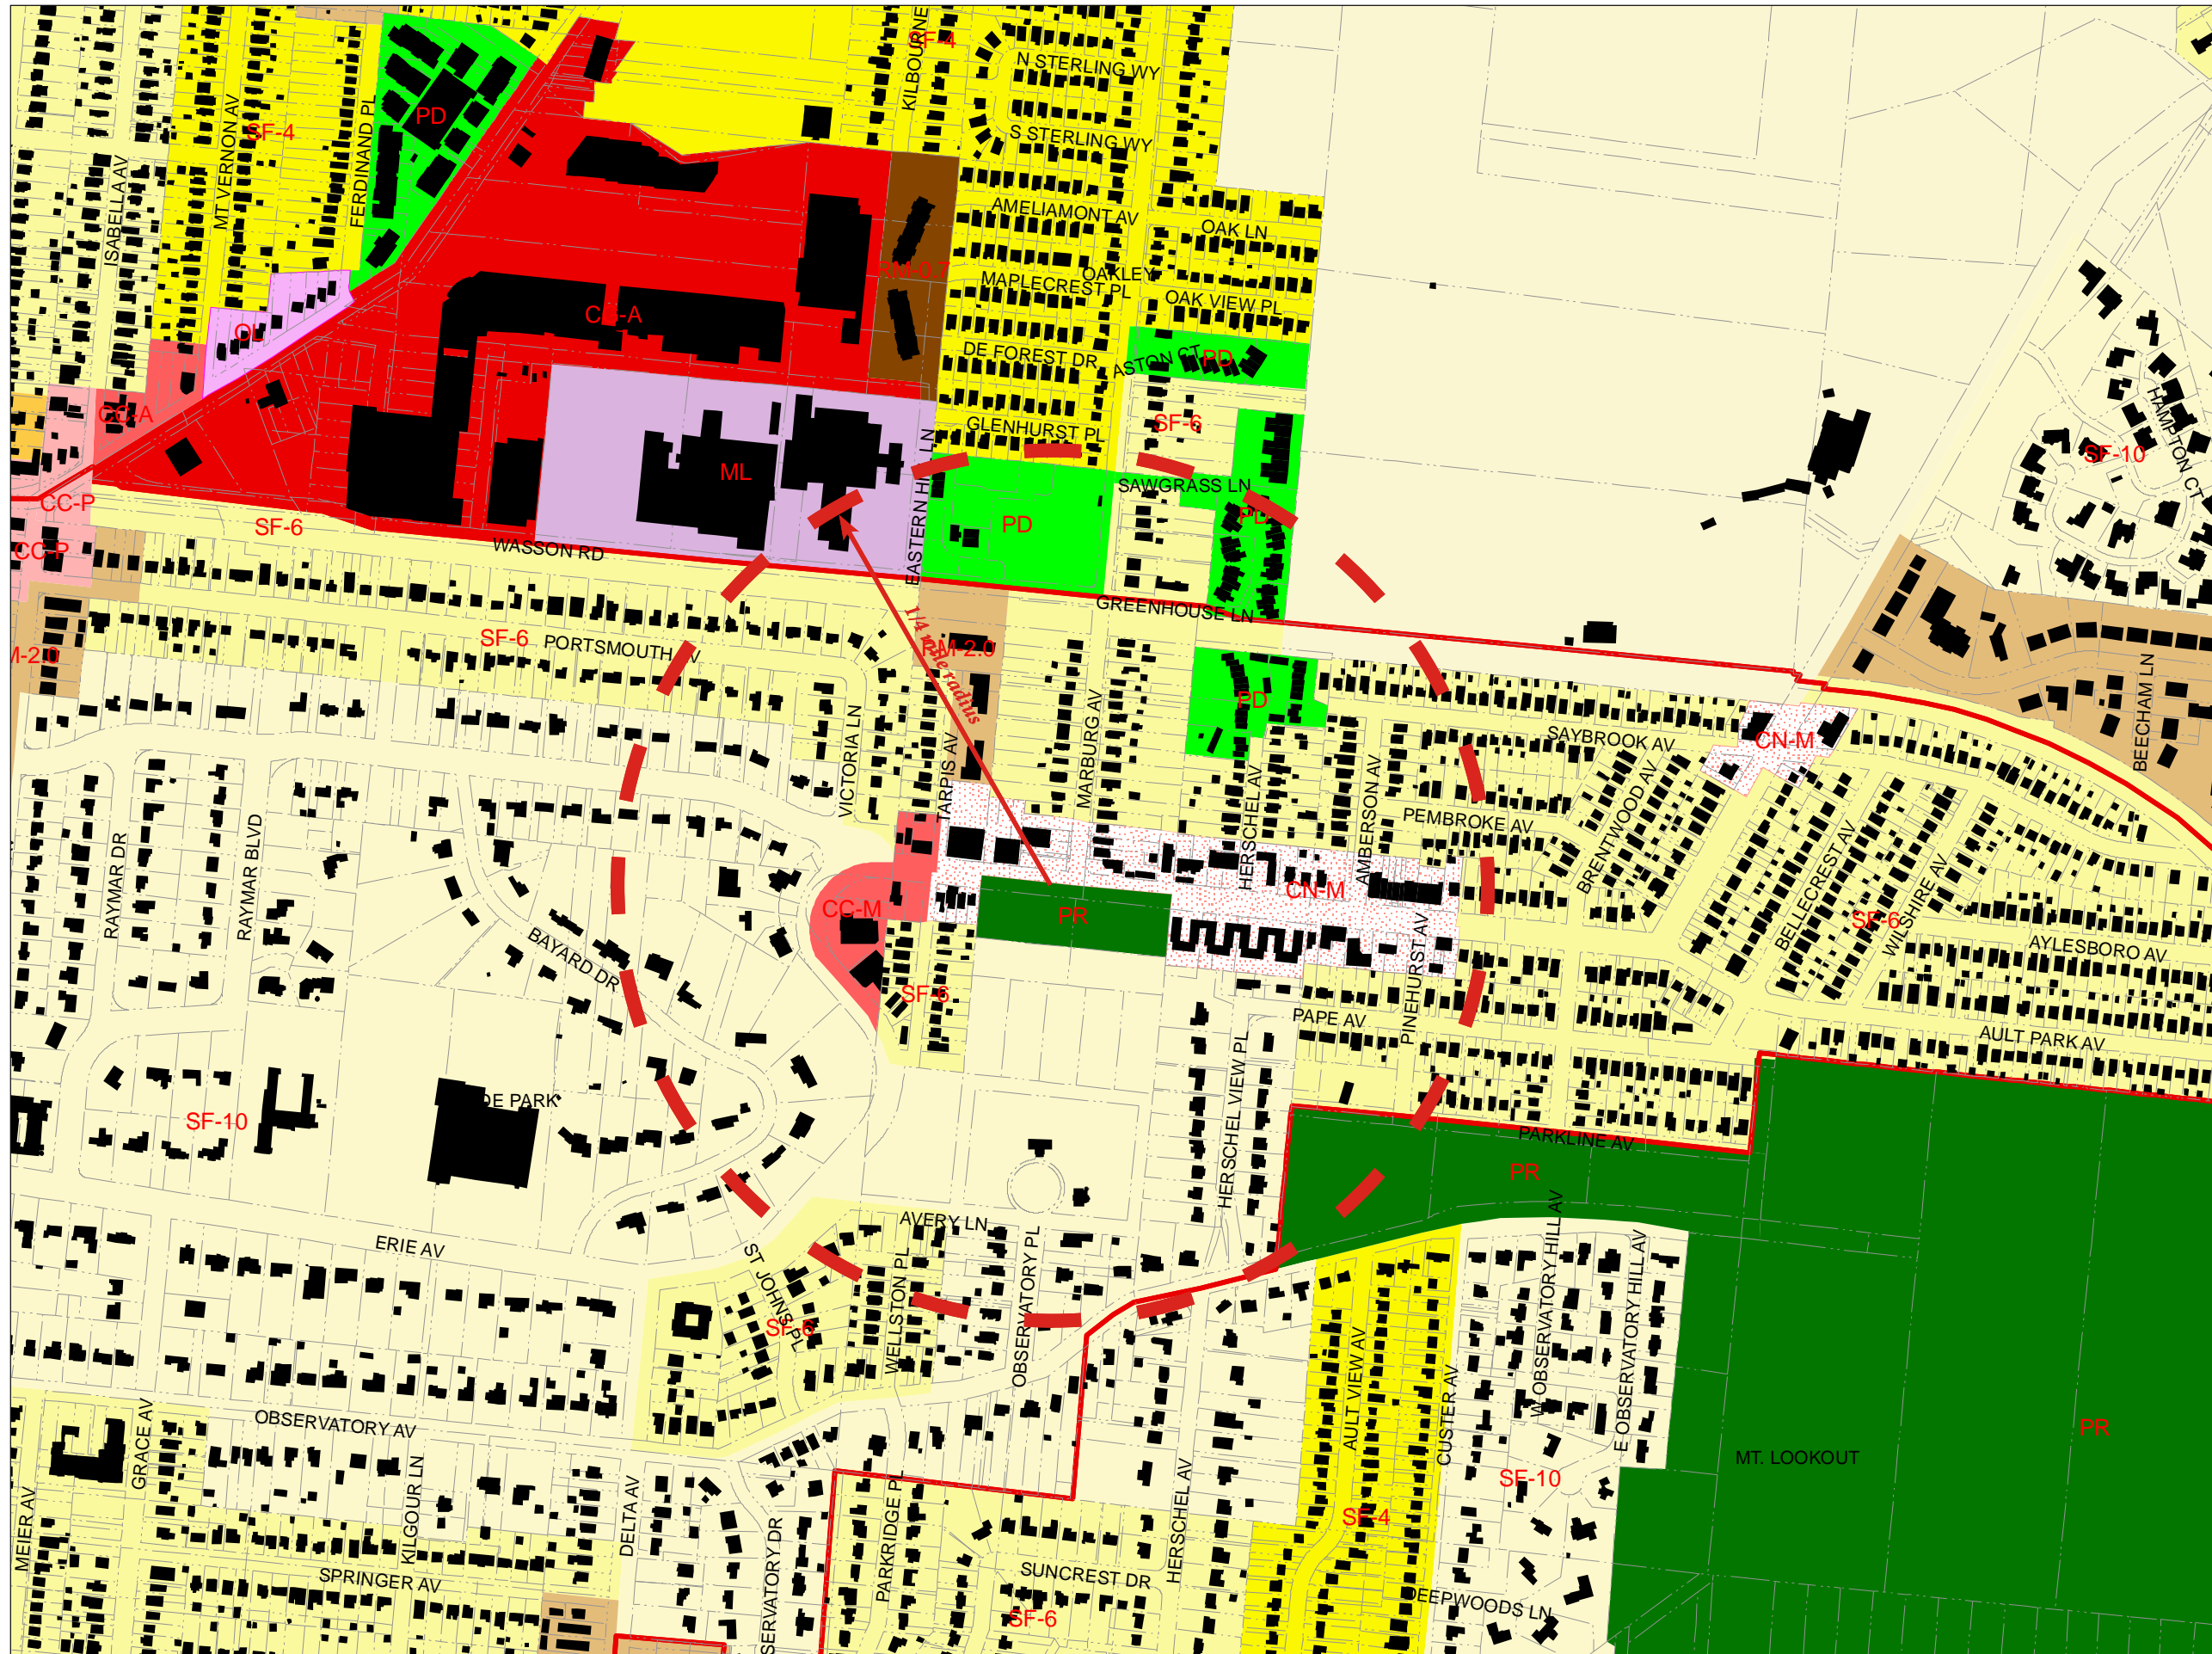 KILBOURNE
SF-4
N STERLING WY
PD
MT VERNON AV
SF-4
FERDINAND PL
S STERLING WY
ISABELLA AV
AMELIAMONT AV
OAK LN
RM-0.7
OAKLEY
MAPLECREST PL
OAK VIEW PL
CG-A
OL
DE FOREST DR
ASTON CT
PD
CC-A
HAMPTON CT
SF-6
GLENHURST PL
SF-10
ML
SAWGRASS LN
CC-P
PD
PD
SF-6
EASTERN HILL LN
WASSON RD
CC-P
GREENHOUSE LN
1/4 mile radius
SF-6
PORTSMOUTH AV
RM-2.0
M-2.0
PD
BEECHAM LN
MARBURG AV
VICTORIA LN
TARPIS AV
SAYBROOK AV
CN-M
HERSCHEL AV
AMBERSON AV
BRENTWOOD AV
PEMBROKE AV
RAYMAR DR
RAYMAR BLVD
CC-M
PR
CN-M
BELLECREST AV
WILSHIRE AV
SF-6
BAYARD DR
AYLESBORO AV
PINEHURST AV
SF-6
PAPE AV
AULT PARK AV
DE PARK
SF-10
HERSCHEL VIEW PL
PARKLINE AV
PR
AVERY LN
ERIE AV
ST JOHNS PL
WELLSTON PL
OBSERVATORY PL
W OBSERVATORY HILL AV
E OBSERVATORY HILL AV
SF-6
AULT VIEW AV
CUSTER AV
OBSERVATORY AV
GRACE AV
PR
MT. LOOKOUT
KILGOUR LN
SF-10
MEIER AV
DELTA AV
PARKRIDGE PL
HERSCHEL AV
SF-4
SERVATORY DR
SPRINGER AV
SUNCREST DR
SF-6
DEEPWOODS LN